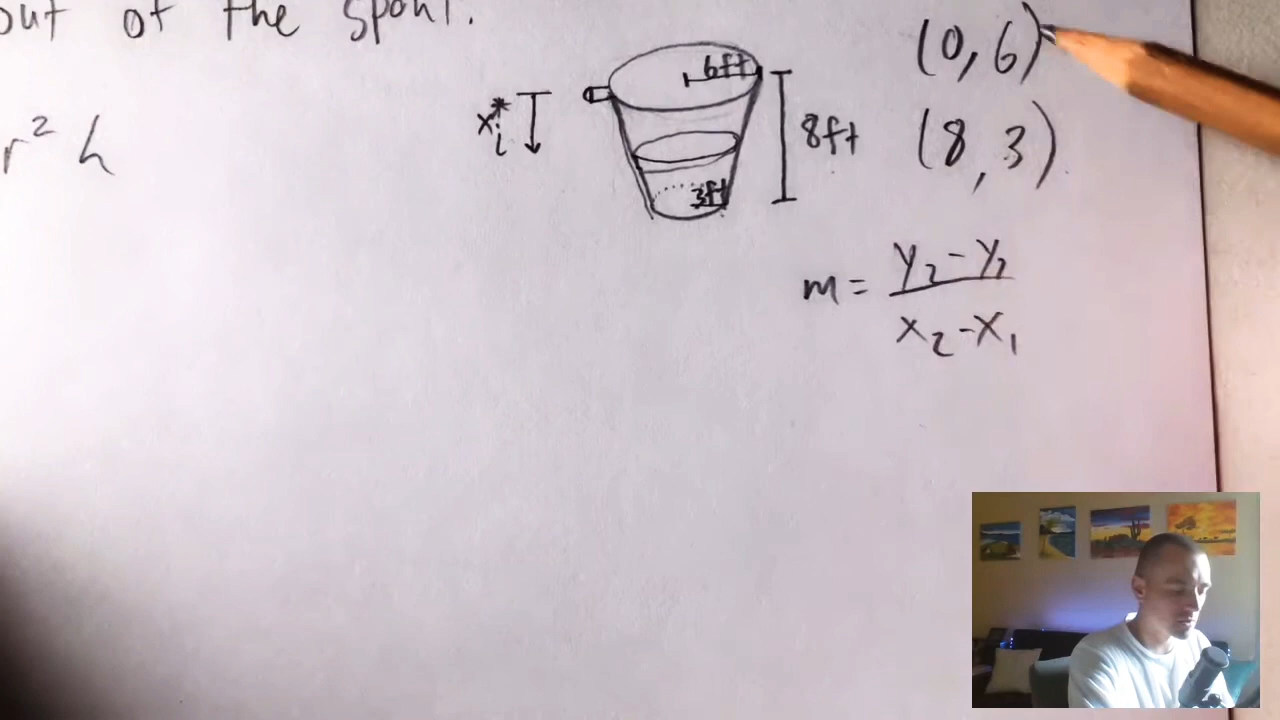 out of the spout.
r² h
x*i
6ft
8ft
3ft
(0, 6)
(8, 3)
m = y₂ - y₁ / x₂ - x₁